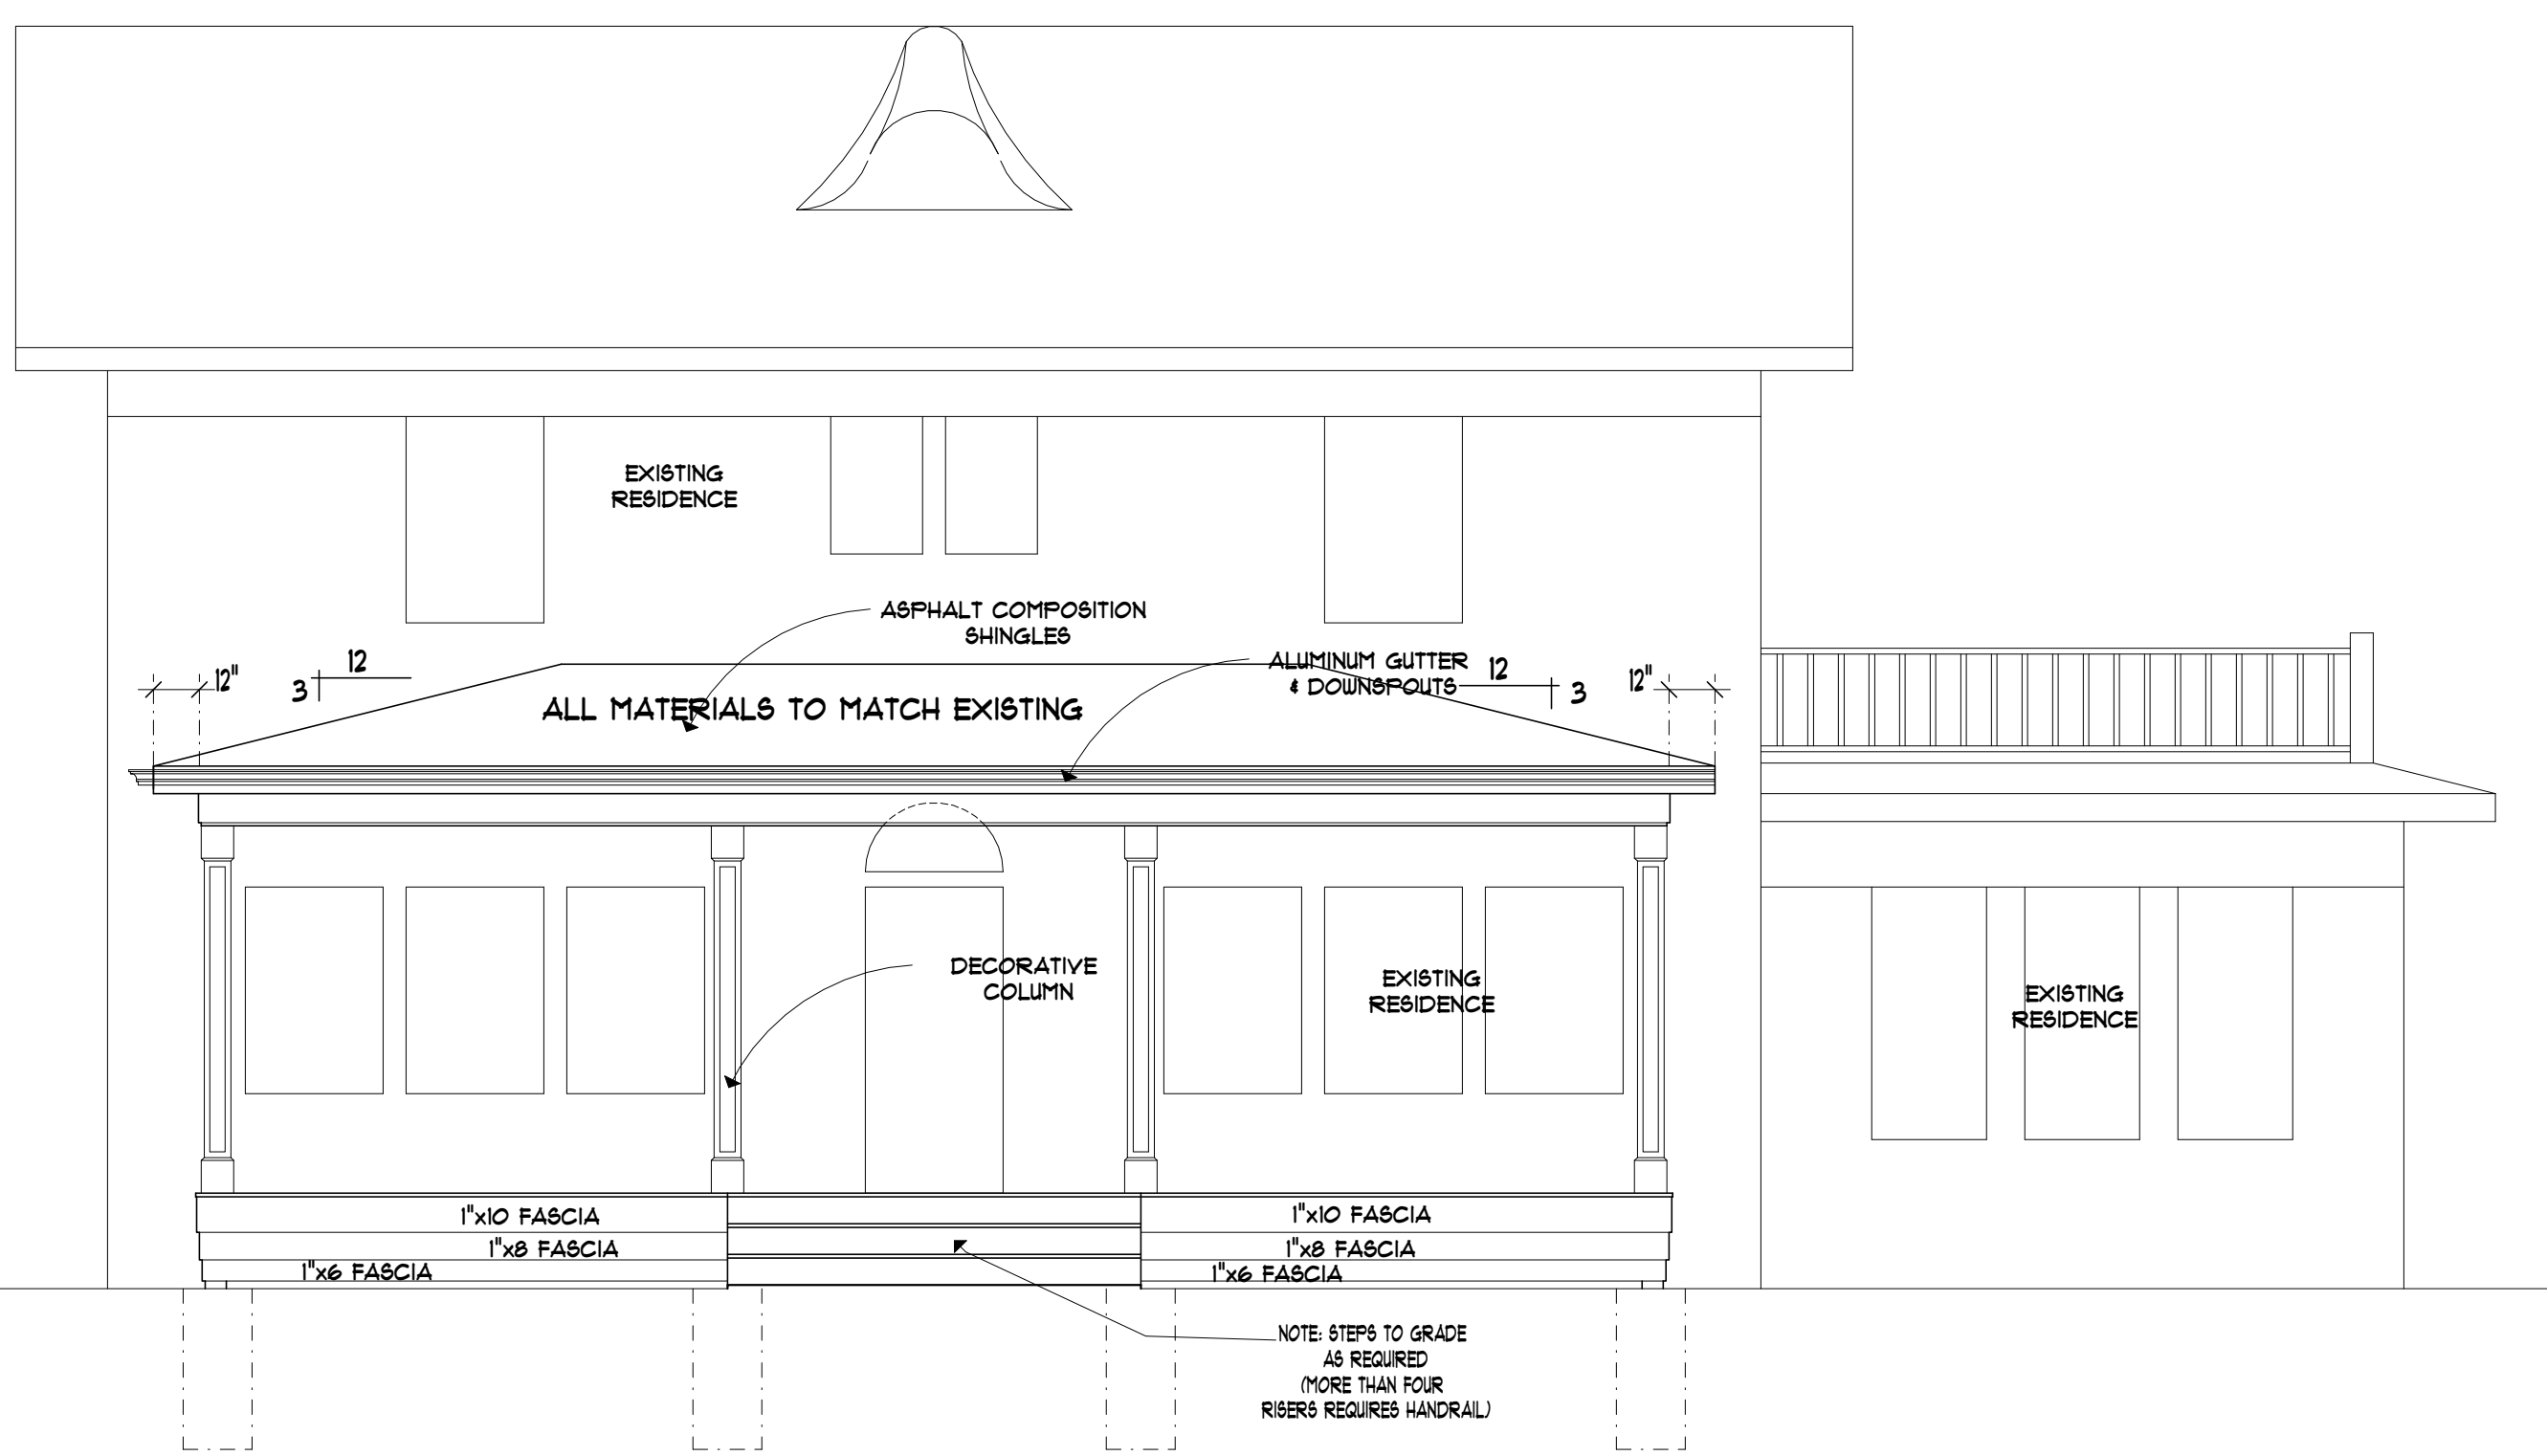 EXISTING
RESIDENCE
ASPHALT COMPOSITION
SHINGLES
12"
3
12
ALUMINUM GUTTER
& DOWNSPOUTS
12
3
12"
ALL MATERIALS TO MATCH EXISTING
DECORATIVE
COLUMN
EXISTING
RESIDENCE
EXISTING
RESIDENCE
1"x10 FASCIA
1"x8 FASCIA
1"x6 FASCIA
1"x10 FASCIA
1"x8 FASCIA
1"x6 FASCIA
NOTE: STEPS TO GRADE
AS REQUIRED
(MORE THAN FOUR
RISERS REQUIRES HANDRAIL)